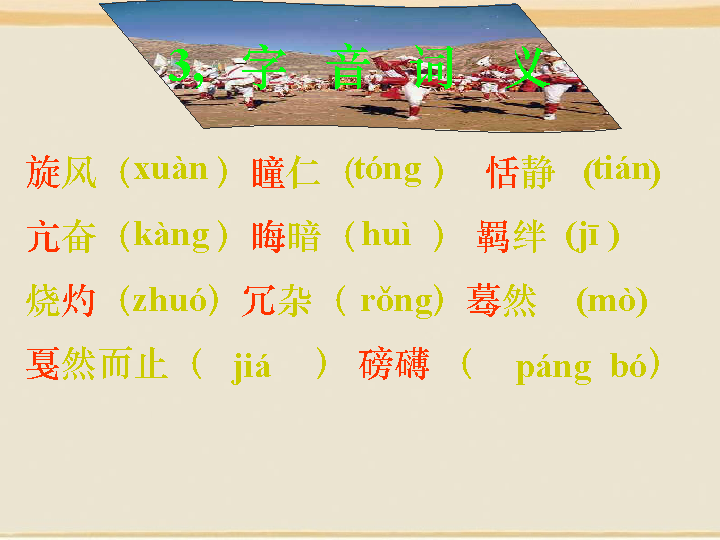 3, 字 音 词 义
旋风（xuàn）瞳仁（tóng） 恬静 (tián)
亢奋（kàng）晦暗（huì ） 羁绊 (jī )
烧灼（zhuó）冗杂（ rǒng）蓦然 (mò)
戛然而止（ jiá ） 磅礴（ páng bó）